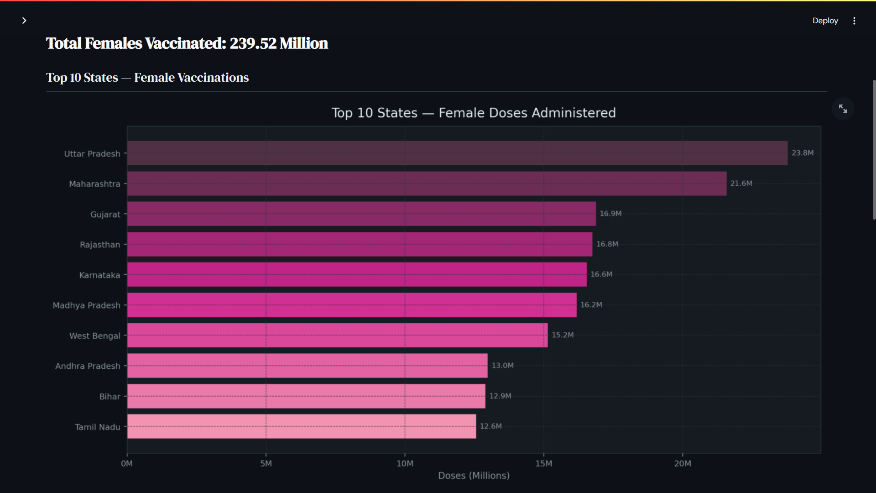 Deploy
Total Females Vaccinated: 239.52 Million
Top 10 States — Female Vaccinations
Top 10 States — Female Doses Administered
Uttar Pradesh 23.8M
Maharashtra 21.6M
Gujarat 16.9M
Rajasthan 16.8M
Karnataka 16.6M
Madhya Pradesh 16.2M
West Bengal 15.2M
Andhra Pradesh 13.0M
Bihar 12.9M
Tamil Nadu 12.6M
0M 5M 10M 15M 20M
Doses (Millions)